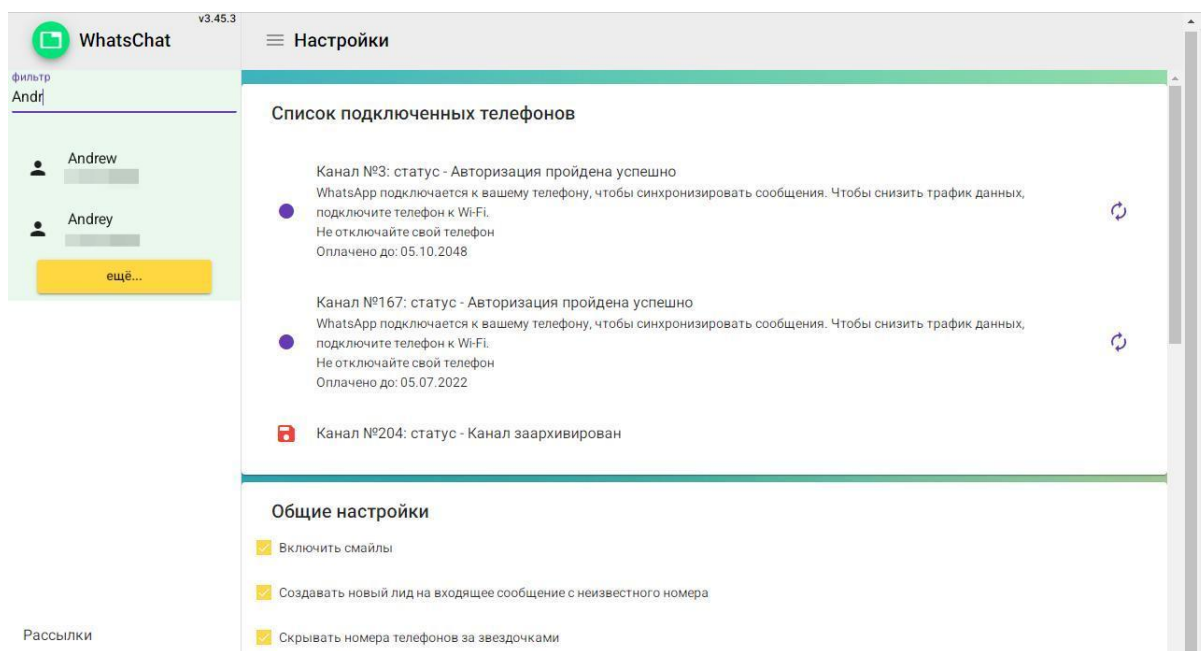 v3.45.3
WhatsChat
Настройки
фильтр
Andr
Andrew
Andrey
ещё...
Рассылки
Список подключенных телефонов
Канал №3: статус - Авторизация пройдена успешно
WhatsApp подключается к вашему телефону, чтобы синхронизировать сообщения. Чтобы снизить трафик данных,
подключите телефон к Wi-Fi.
Не отключайте свой телефон
Оплачено до: 05.10.2048
Канал №167: статус - Авторизация пройдена успешно
WhatsApp подключается к вашему телефону, чтобы синхронизировать сообщения. Чтобы снизить трафик данных,
подключите телефон к Wi-Fi.
Не отключайте свой телефон
Оплачено до: 05.07.2022
Канал №204: статус - Канал заархивирован
Общие настройки
Включить смайлы
Создавать новый лид на входящее сообщение с неизвестного номера
Скрывать номера телефонов за звездочками